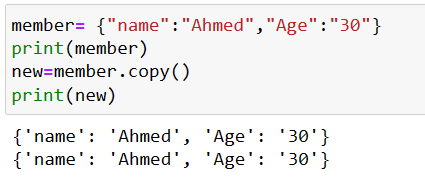 member= {"name":"Ahmed","Age":"30"}
print(member)
new=member.copy()
print(new)
{'name': 'Ahmed', 'Age': '30'}
{'name': 'Ahmed', 'Age': '30'}